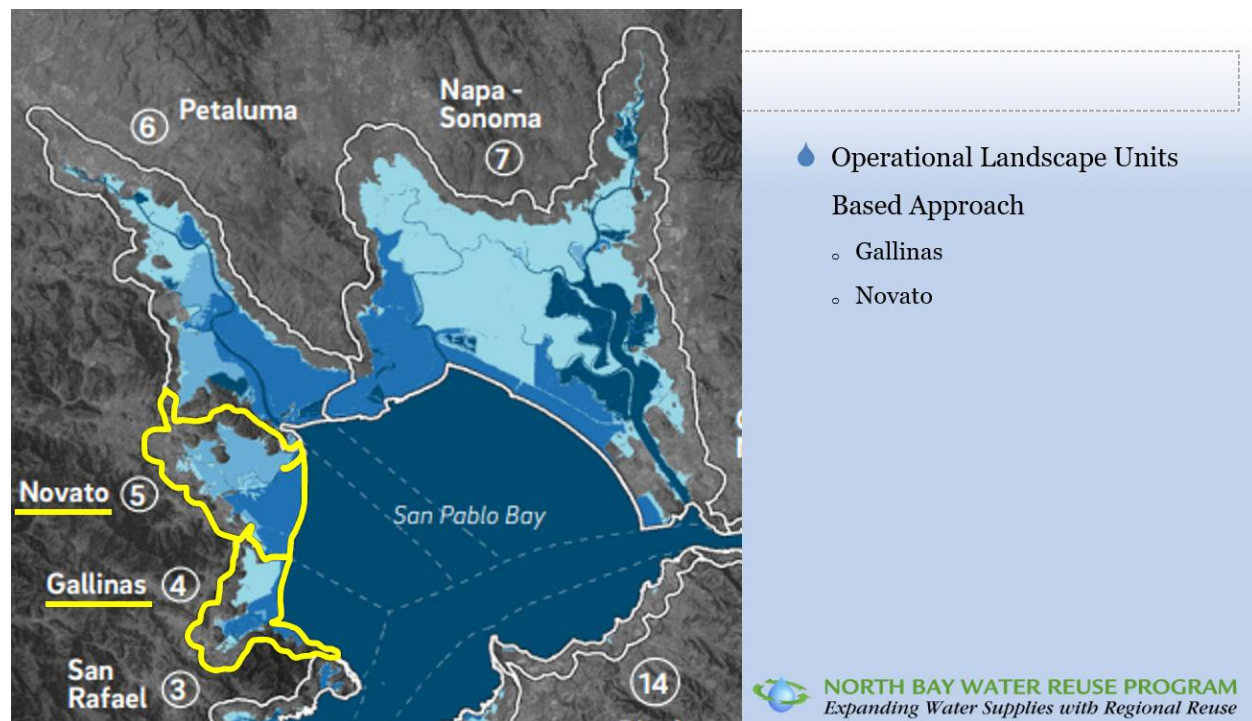 Petaluma
6
Napa -
Sonoma
7
Novato 5
San Pablo Bay
Gallinas 4
San
Rafael 3
14
Operational Landscape Units
Based Approach
Gallinas
Novato
NORTH BAY WATER REUSE PROGRAM
Expanding Water Supplies with Regional Reuse